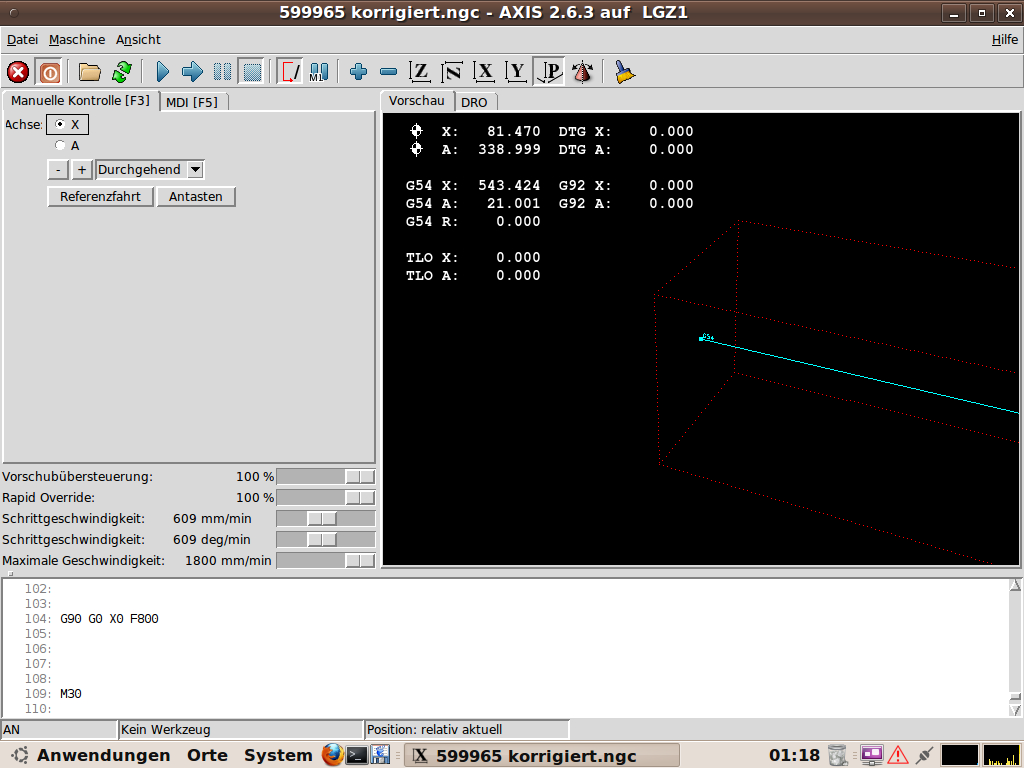 599965 korrigiert.ngc - AXIS 2.6.3 auf LGZ1
Datei Maschine Ansicht Hilfe
Z N X Y P
M1
Manuelle Kontrolle [F3] MDI [F5]
Achse: X
A
- + Durchgehend
Referenzfahrt Antasten
Vorschau DRO
X: 81.470 DTG X: 0.000
A: 338.999 DTG A: 0.000
G54 X: 543.424 G92 X: 0.000
G54 A: 21.001 G92 A: 0.000
G54 R: 0.000
TLO X: 0.000
TLO A: 0.000
G54
Vorschubübersteuerung: 100 %
Rapid Override: 100 %
Schrittgeschwindigkeit: 609 mm/min
Schrittgeschwindigkeit: 609 deg/min
Maximale Geschwindigkeit: 1800 mm/min
102:
103:
104: G90 G0 X0 F800
105:
106:
107:
108:
109: M30
110:
AN Kein Werkzeug Position: relativ aktuell
Anwendungen Orte System X 599965 korrigiert.ngc 01:18